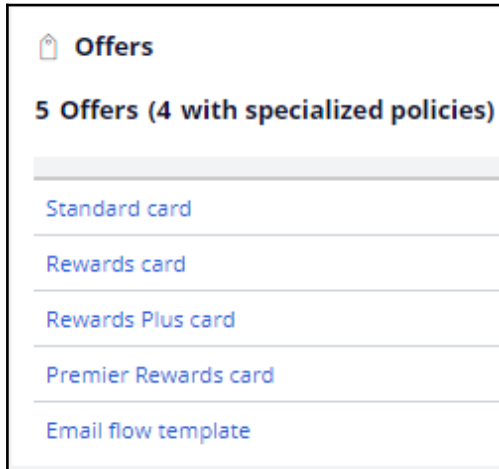 Offers
5 Offers (4 with specialized policies)
Standard card
Rewards card
Rewards Plus card
Premier Rewards card
Email flow template